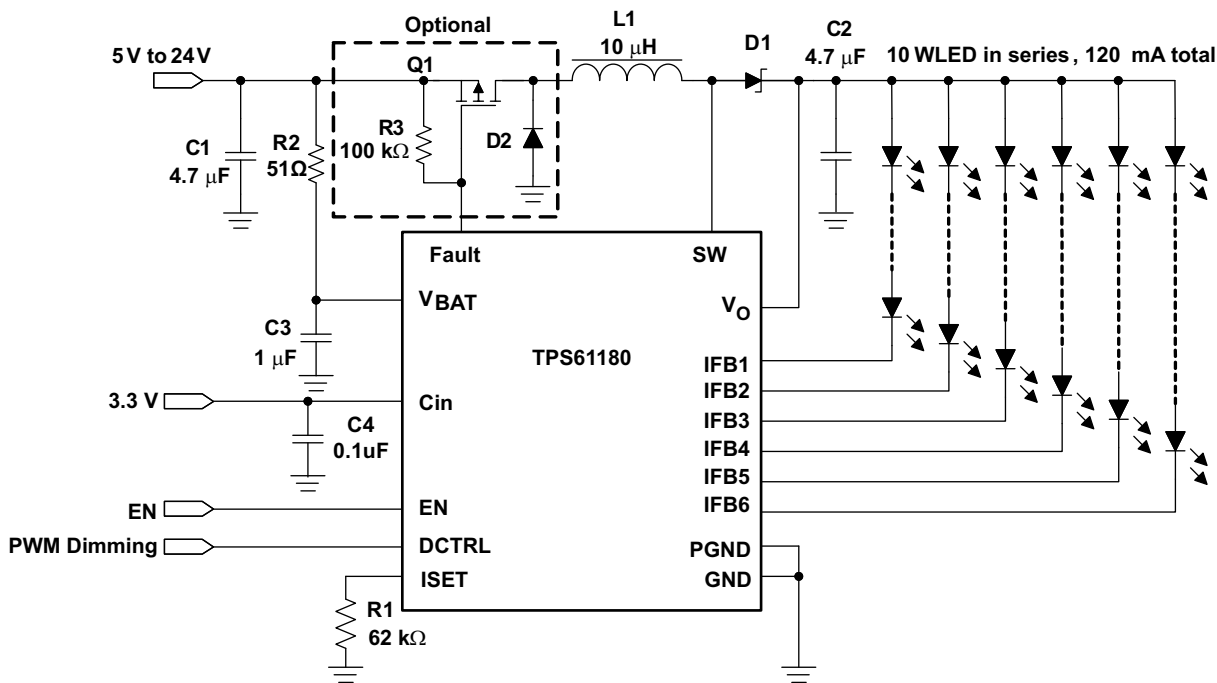 Optional
5 V to 24 V
Q1
L1
10 μH
D1
C2
4.7 μF
10 WLED in series , 120 mA total
C1
4.7 μF
R2
51Ω
R3
100 kΩ
D2
Fault
SW
VBAT
VO
C3
1 μF
TPS61180
IFB1
IFB2
IFB3
IFB4
IFB5
IFB6
3.3 V
Cin
C4
0.1uF
EN
EN
PWM Dimming
DCTRL
PGND
ISET
GND
R1
62 kΩ